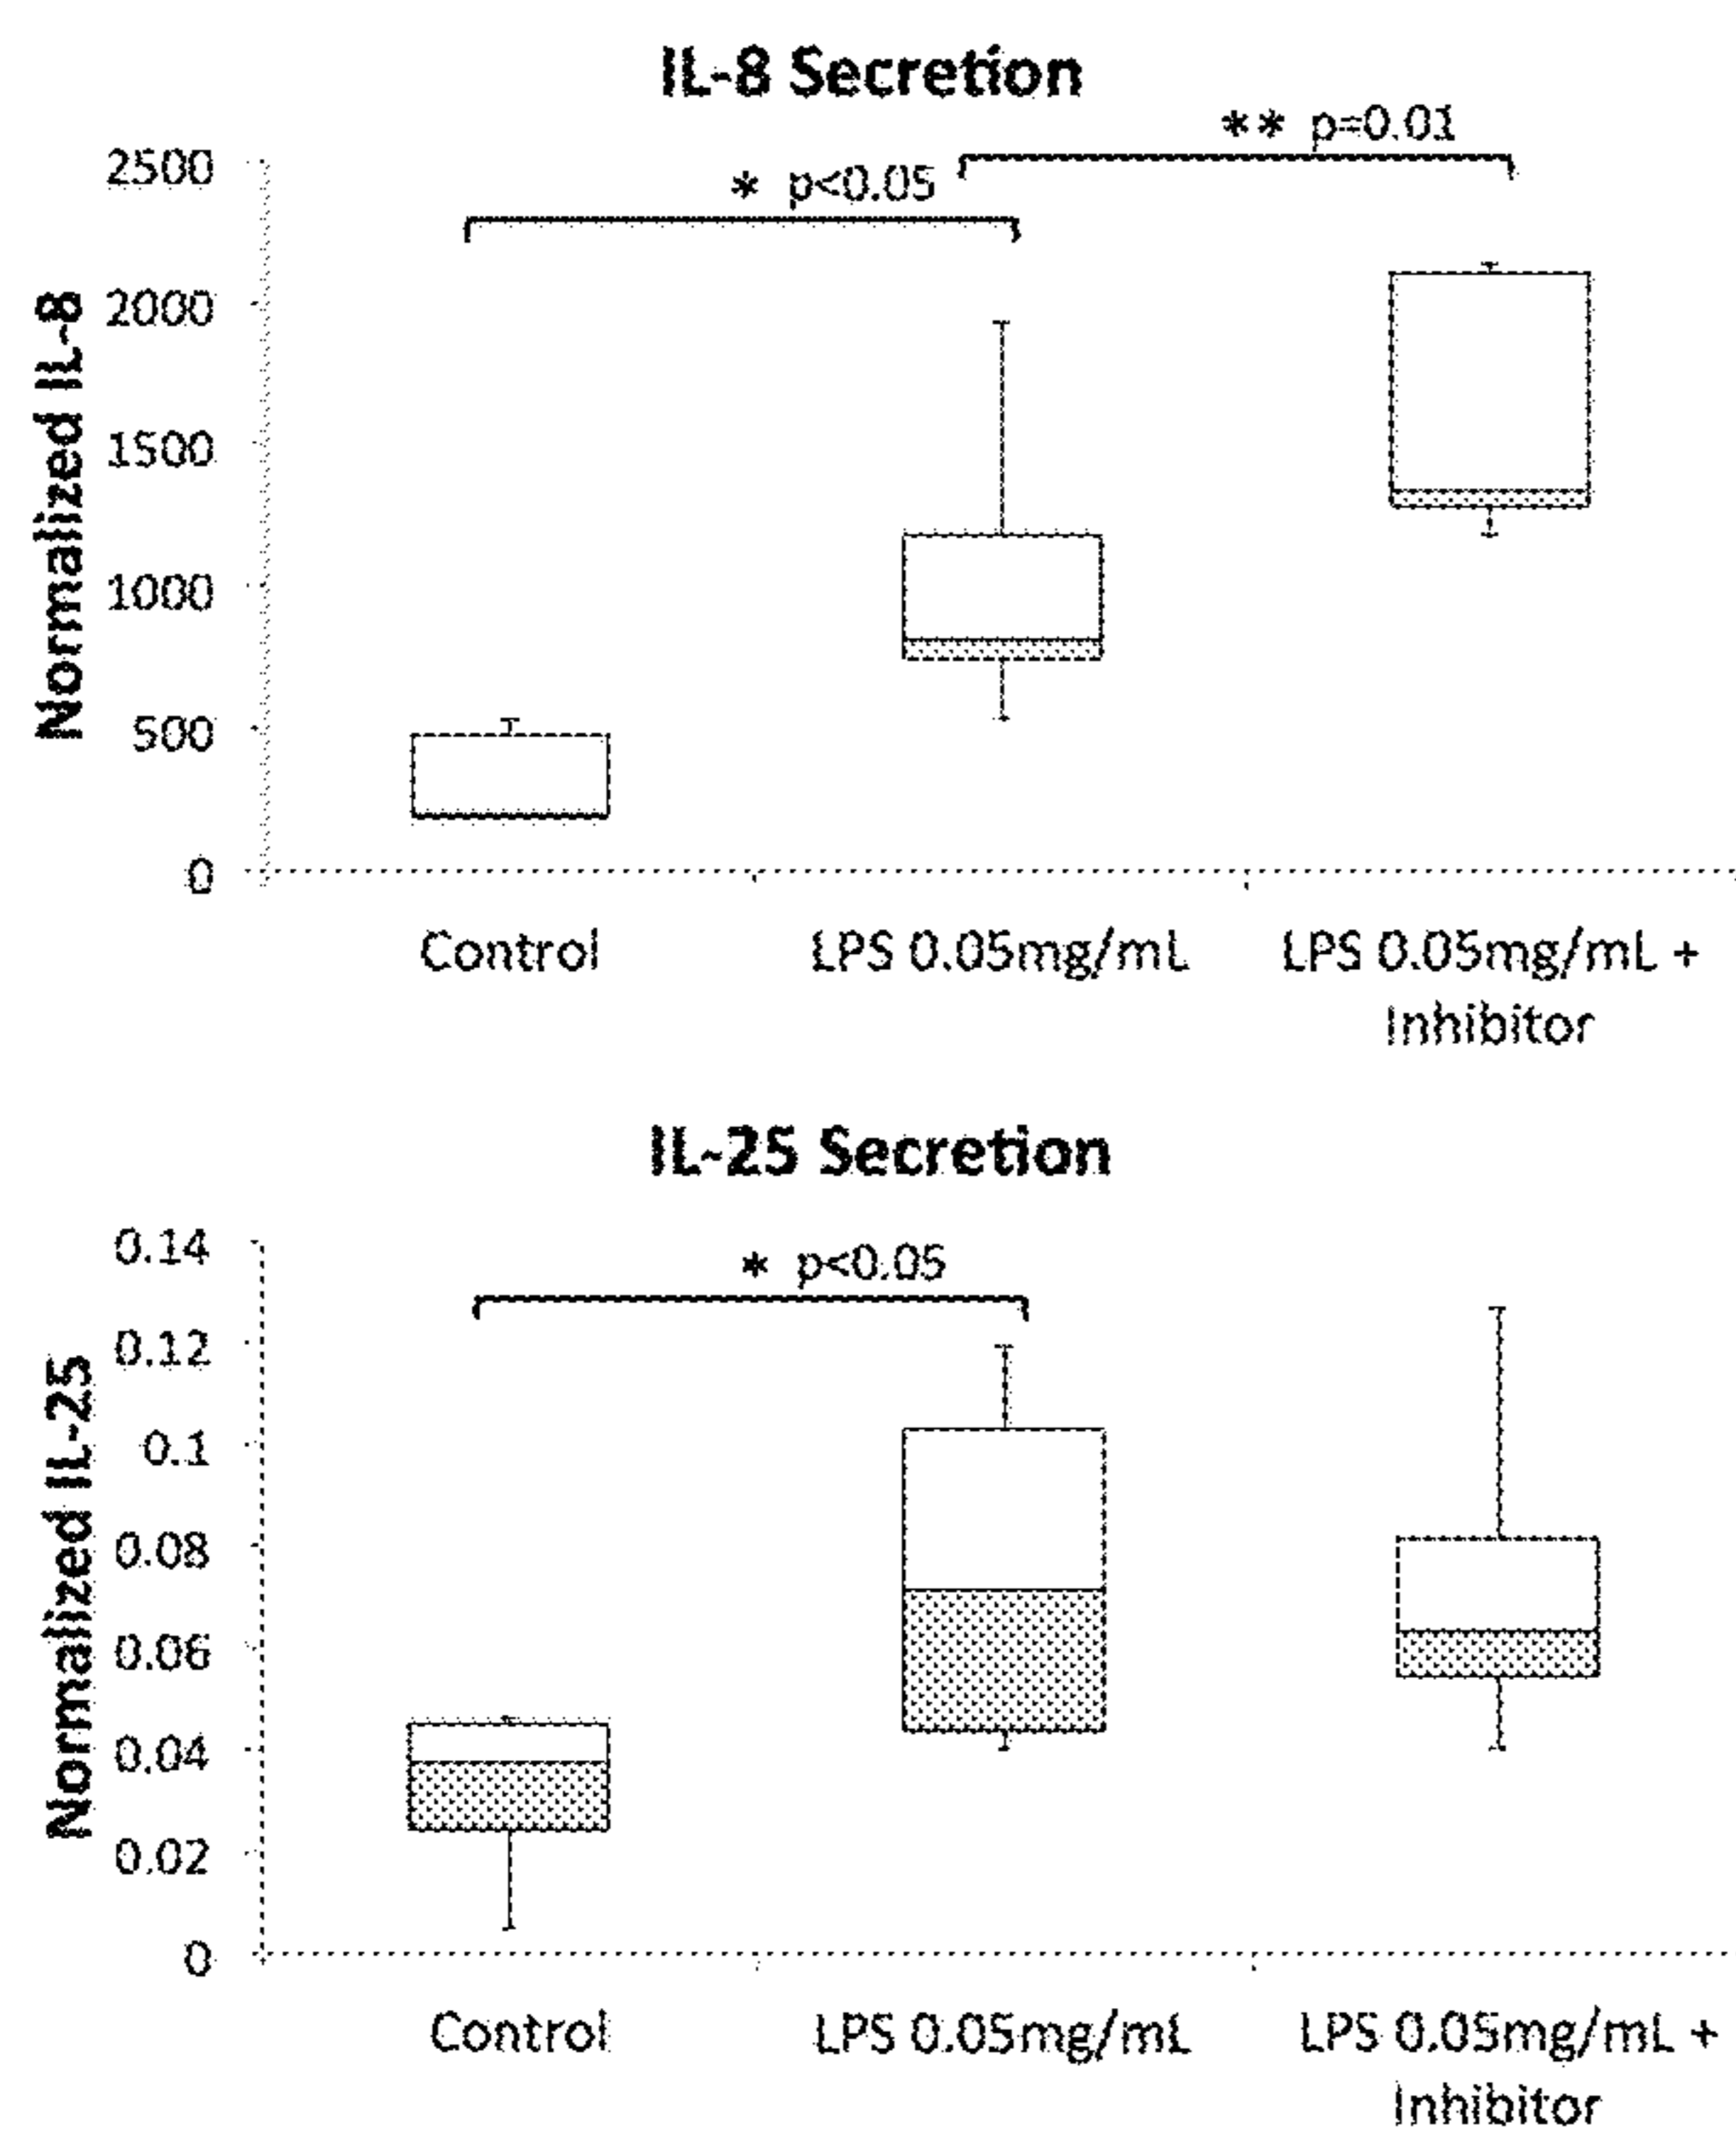 IL-8 Secretion
** p=0.01
* p<0.05
Normalized IL-8
2500
2000
1500
1000
500
0
Control
LPS 0.05mg/mL
LPS 0.05mg/mL +
Inhibitor
IL-25 Secretion
* p<0.05
Normalized IL-25
0.14
0.12
0.1
0.08
0.06
0.04
0.02
0
Control
LPS 0.05mg/mL
LPS 0.05mg/mL +
Inhibitor